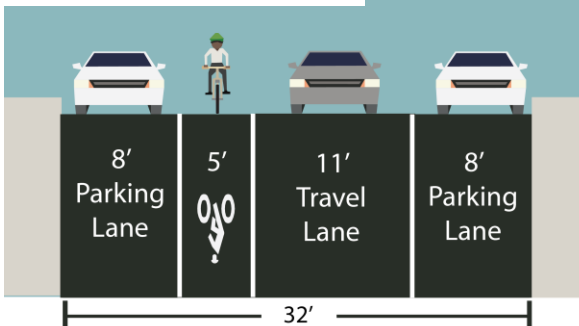 8’
Parking
Lane
5’
11’
Travel
Lane
8’
Parking
Lane
32’